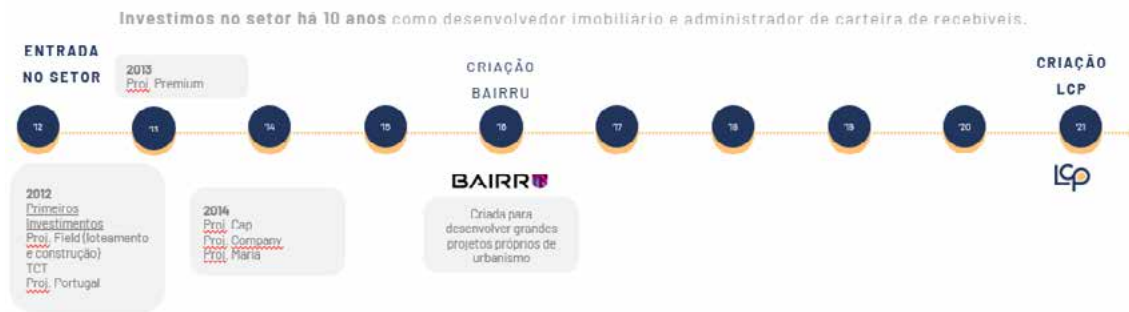 Investimos no setor há 10 anos como desenvolvedor imobiliário e administrador de carteira de recebíveis.
ENTRADA
NO SETOR
2013
Proj. Premium
CRIAÇÃO
BAIRRU
CRIAÇÃO
LCP
'12
'13
'14
'15
'16
'17
'18
'19
'20
'21
2012
Primeiros
Investimentos
Proj. Field (loteamento
e construção)
TCT
Proj. Portugal
2014
Proj. Cap
Proj. Company
Proj. Maria
BAIRRU
Criada para
desenvolver grandes
projetos próprios de
urbanismo
LCP